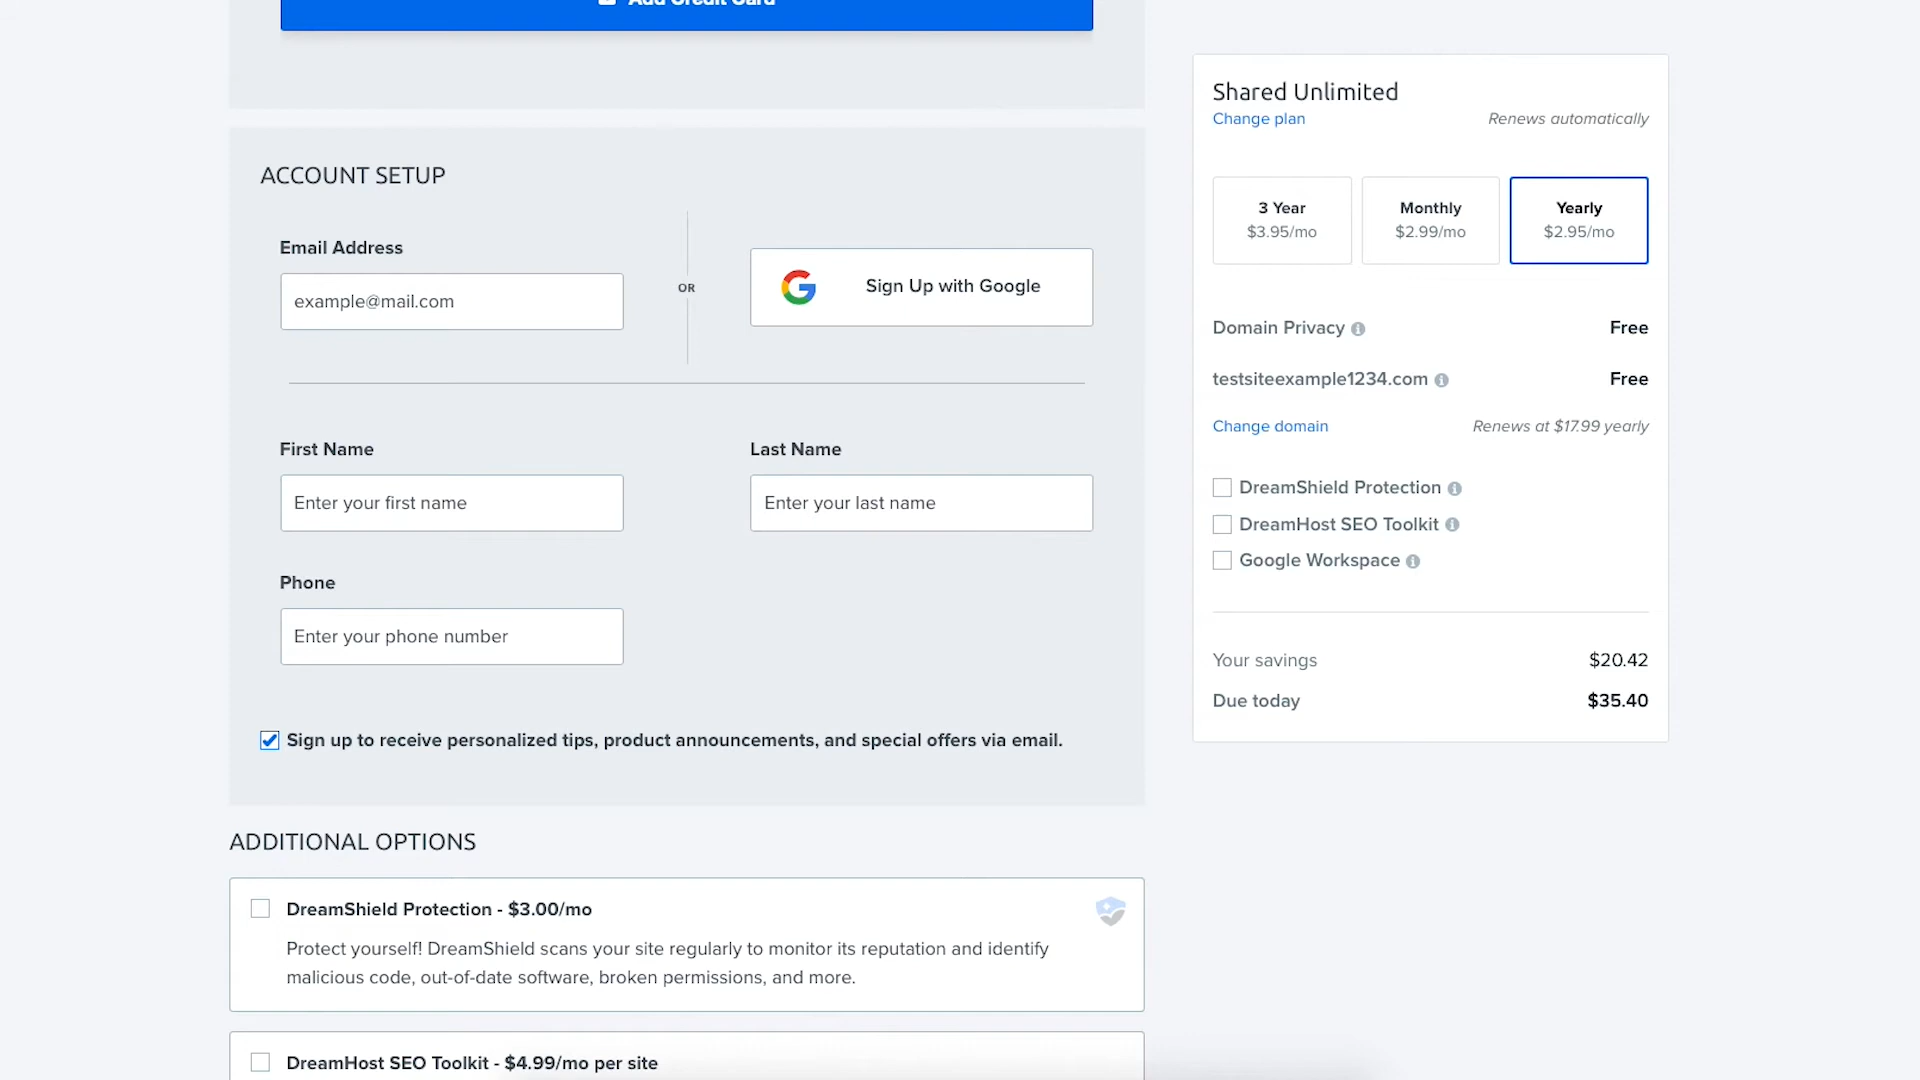 Add Credit Card
ACCOUNT SETUP
Email Address
example@mail.com
OR
Sign Up with Google
First Name
Enter your first name
Last Name
Enter your last name
Phone
Enter your phone number
Sign up to receive personalized tips, product announcements, and special offers via email.
ADDITIONAL OPTIONS
DreamShield Protection - $3.00/mo
Protect yourself! DreamShield scans your site regularly to monitor its reputation and identify
malicious code, out-of-date software, broken permissions, and more.
DreamHost SEO Toolkit - $4.99/mo per site
Shared Unlimited
Change plan
Renews automatically
3 Year
$3.95/mo
Monthly
$2.99/mo
Yearly
$2.95/mo
Domain Privacy
Free
testsiteexample1234.com
Free
Change domain
Renews at $17.99 yearly
DreamShield Protection
DreamHost SEO Toolkit
Google Workspace
Your savings
$20.42
Due today
$35.40